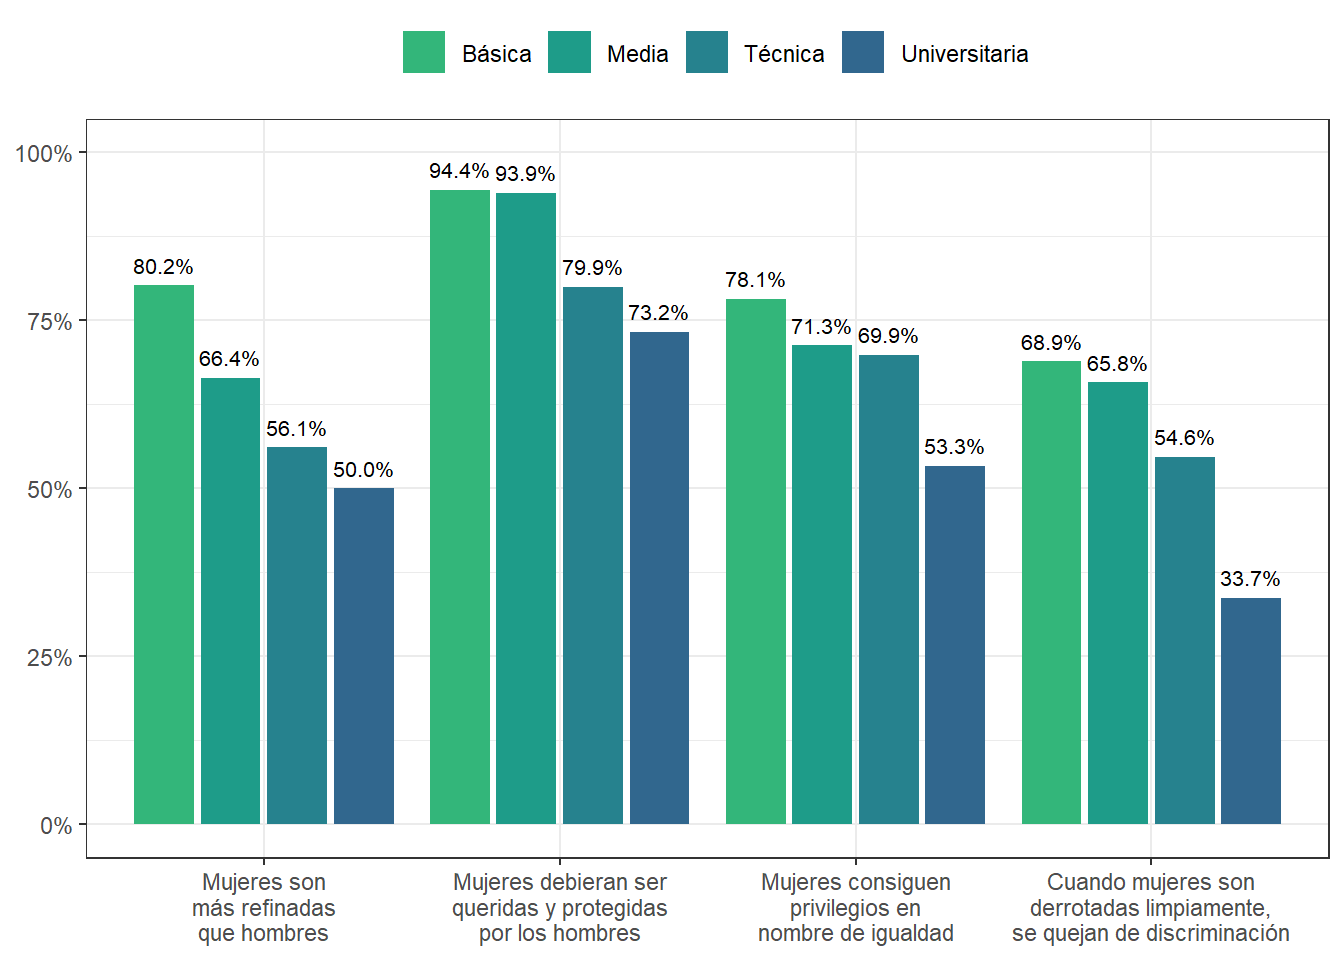 Básica Media Técnica Universitaria
100%
75%
50%
25%
0%
80.2%
66.4%
56.1%
50.0%
94.4%
93.9%
79.9%
73.2%
78.1%
71.3%
69.9%
53.3%
68.9%
65.8%
54.6%
33.7%
Mujeres son
más refinadas
que hombres
Mujeres debieran ser
queridas y protegidas
por los hombres
Mujeres consiguen
privilegios en
nombre de igualdad
Cuando mujeres son
derrotadas limpiamente,
se quejan de discriminación